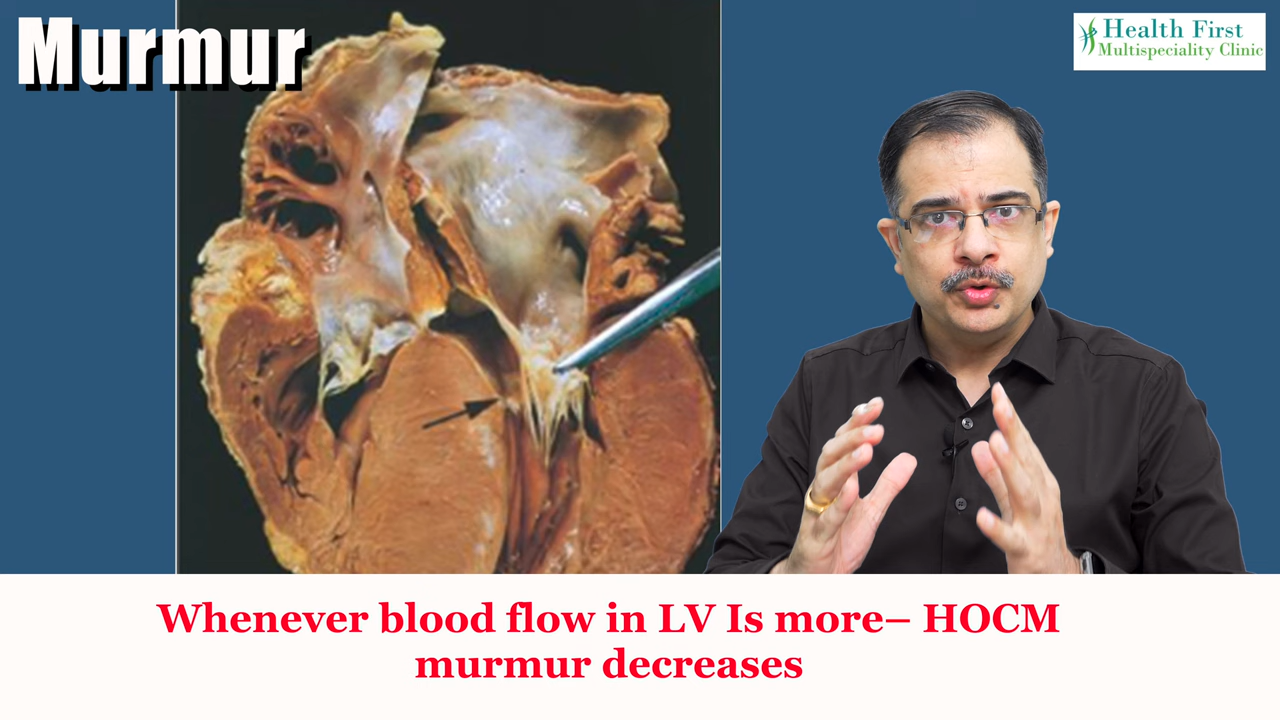 Murmur
Health First
Multispeciality Clinic
Whenever blood flow in LV Is more– HOCM
murmur decreases